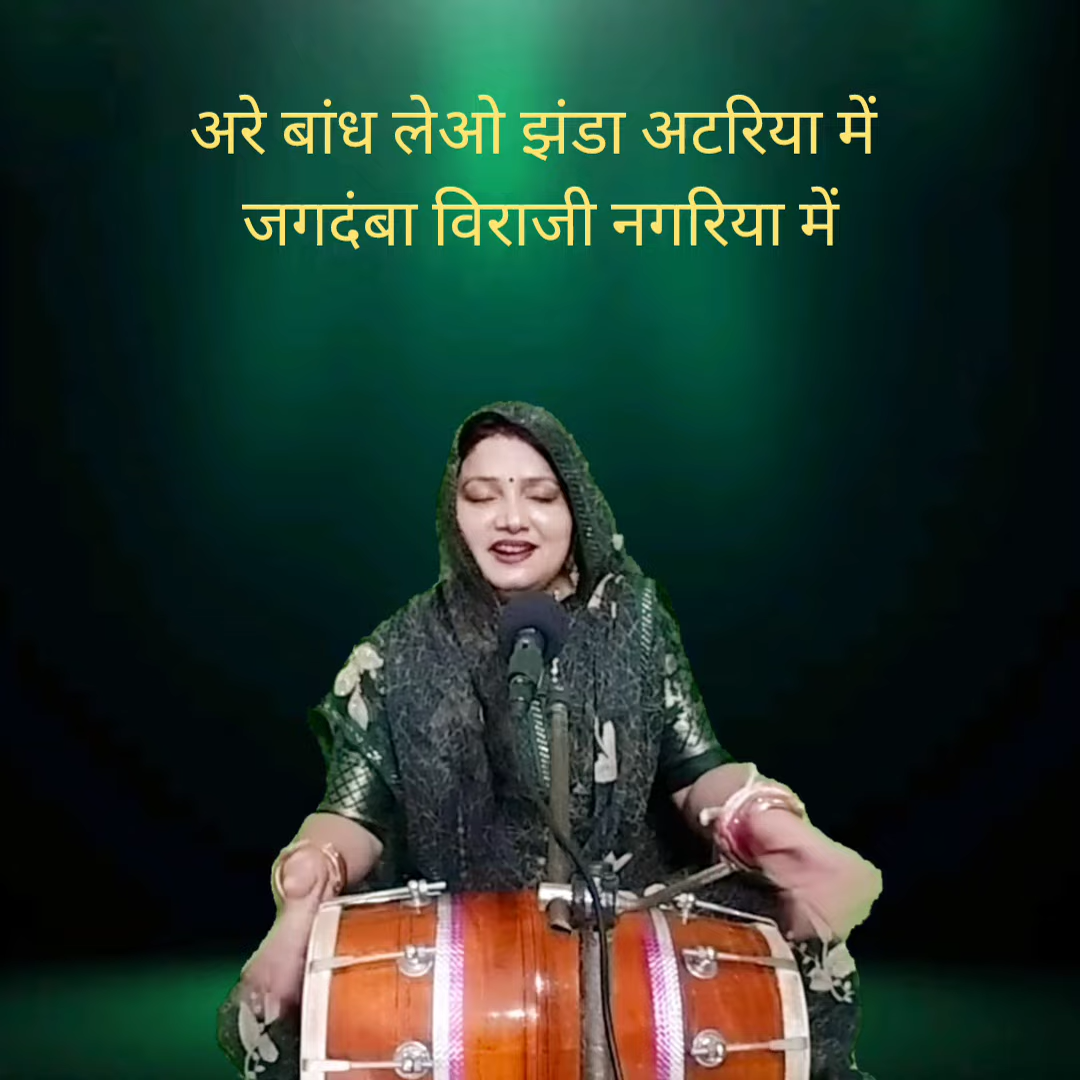 अरे बांध लेओ झंडा अटरिया में
जगदंबा विराजी नगरिया में